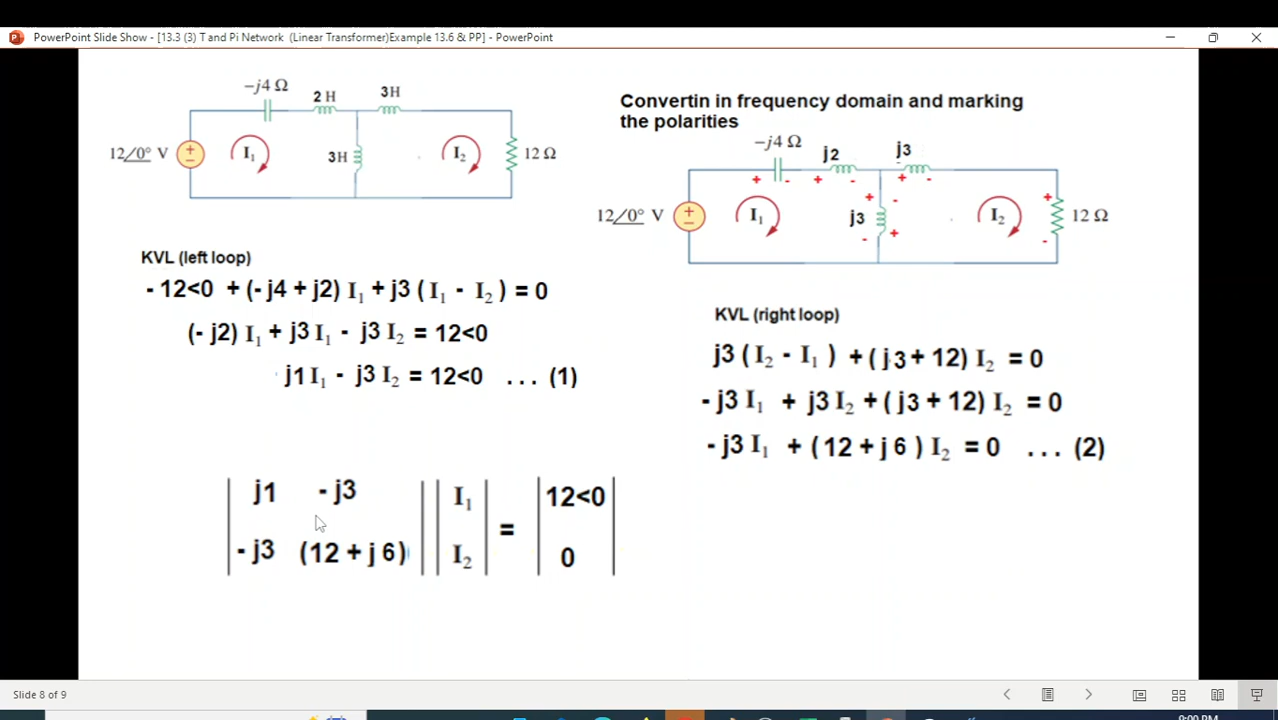 PowerPoint Slide Show - [13.3 (3) T and Pi Network (Linear Transformer)Example 13.6 & PP] - PowerPoint
-j4 Ω
2 H
3H
12/0° V
+
−
I₁
3H
I₂
12 Ω
Convertin in frequency domain and marking
the polarities
-j4 Ω
j2
j3
+ - + - + -
12/0° V
+
−
I₁
j3
+ -
- +
I₂
+
-
12 Ω
KVL (left loop)
- 12<0 + (- j4 + j2) I₁ + j3 ( I₁ - I₂ ) = 0
(- j2) I₁ + j3 I₁ - j3 I₂ = 12<0
j1 I₁ - j3 I₂ = 12<0 . . . (1)
KVL (right loop)
j3 ( I₂ - I₁ ) + ( j3 + 12) I₂ = 0
- j3 I₁ + j3 I₂ + ( j3 + 12) I₂ = 0
- j3 I₁ + ( 12 + j 6 ) I₂ = 0 . . . (2)
j1 - j3 I₁ = 12<0
- j3 (12 + j 6) I₂ 0
Slide 8 of 9